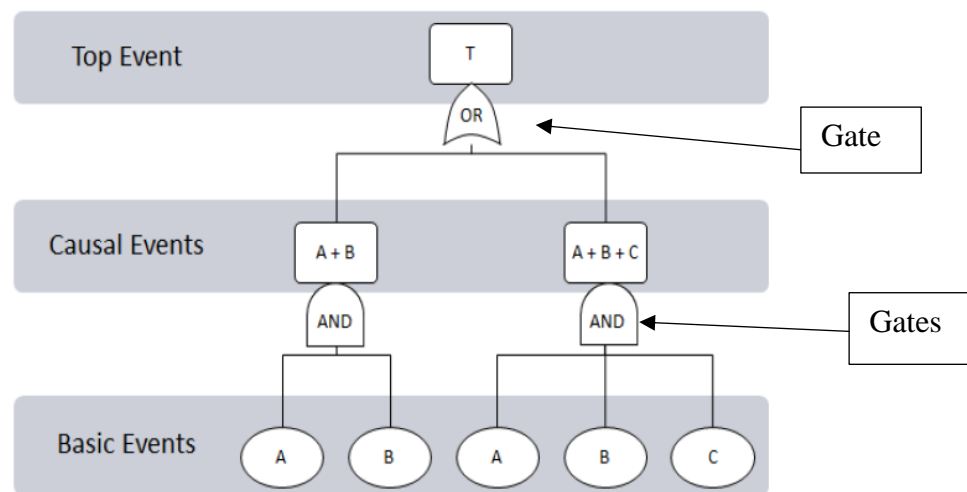 Top Event
T
OR
Gate
Causal Events
A + B
A + B + C
AND
AND
Gates
Basic Events
A
B
A
B
C